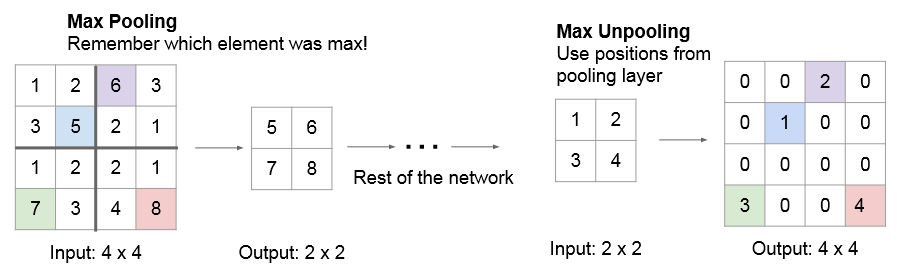 Max Pooling
Remember which element was max!
1 2 6 3
3 5 2 1
1 2 2 1
7 3 4 8
Input: 4 x 4
5 6
7 8
Output: 2 x 2
...
Rest of the network
Max Unpooling
Use positions from
pooling layer
1 2
3 4
Input: 2 x 2
0 0 2 0
0 1 0 0
0 0 0 0
3 0 0 4
Output: 4 x 4